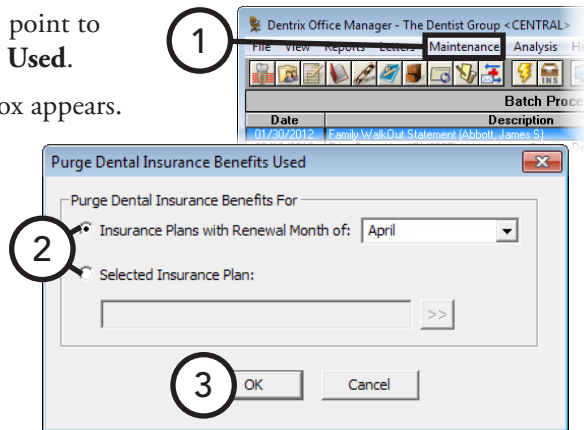 point to
Used.
ox appears.
1
Dentrix Office Manager - The Dentist Group <CENTRAL>
File View Reports Letters Maintenance Analysis
INS
Batch Proce
Date Description
01/30/2012 Family WalkOut Statement (Abbott, James S)
Purge Dental Insurance Benefits Used
Purge Dental Insurance Benefits For
2
Insurance Plans with Renewal Month of: April
Selected Insurance Plan:
>>
3
OK Cancel